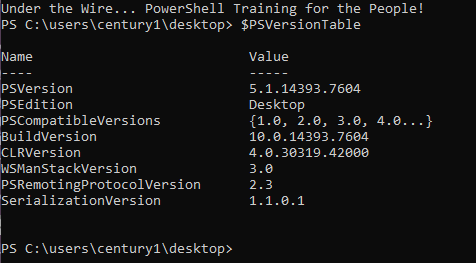 Under the Wire... PowerShell Training for the People!
PS C:\users\century1\desktop> $PSVersionTable
Name                           Value
----                           -----
PSVersion                      5.1.14393.7604
PSEdition                      Desktop
PSCompatibleVersions           {1.0, 2.0, 3.0, 4.0...}
BuildVersion                   10.0.14393.7604
CLRVersion                     4.0.30319.42000
WSManStackVersion              3.0
PSRemotingProtocolVersion      2.3
SerializationVersion           1.1.0.1
PS C:\users\century1\desktop>